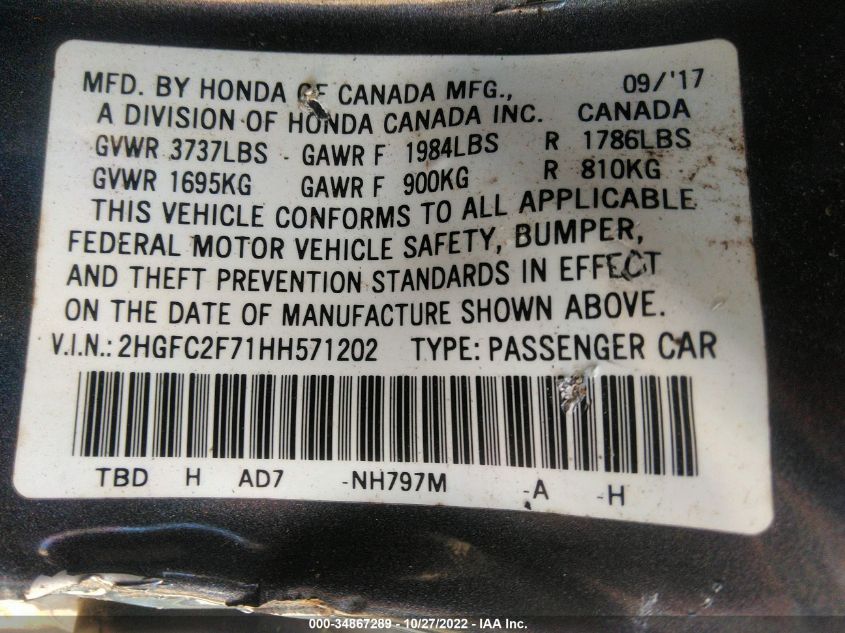 MFD. BY HONDA OF CANADA MFG., 09/'17
A DIVISION OF HONDA CANADA INC. CANADA
GVWR 3737LBS - GAWR F 1984LBS R 1786LBS
GVWR 1695KG GAWR F 900KG R 810KG
THIS VEHICLE CONFORMS TO ALL APPLICABLE
FEDERAL MOTOR VEHICLE SAFETY, BUMPER,
AND THEFT PREVENTION STANDARDS IN EFFECT
ON THE DATE OF MANUFACTURE SHOWN ABOVE.
V.I.N.: 2HGFC2F71HH571202 TYPE: PASSENGER CAR
TBD H AD7 -NH797M -A -H
000 -34867289 - 10/27/2022 - IAA Inc.